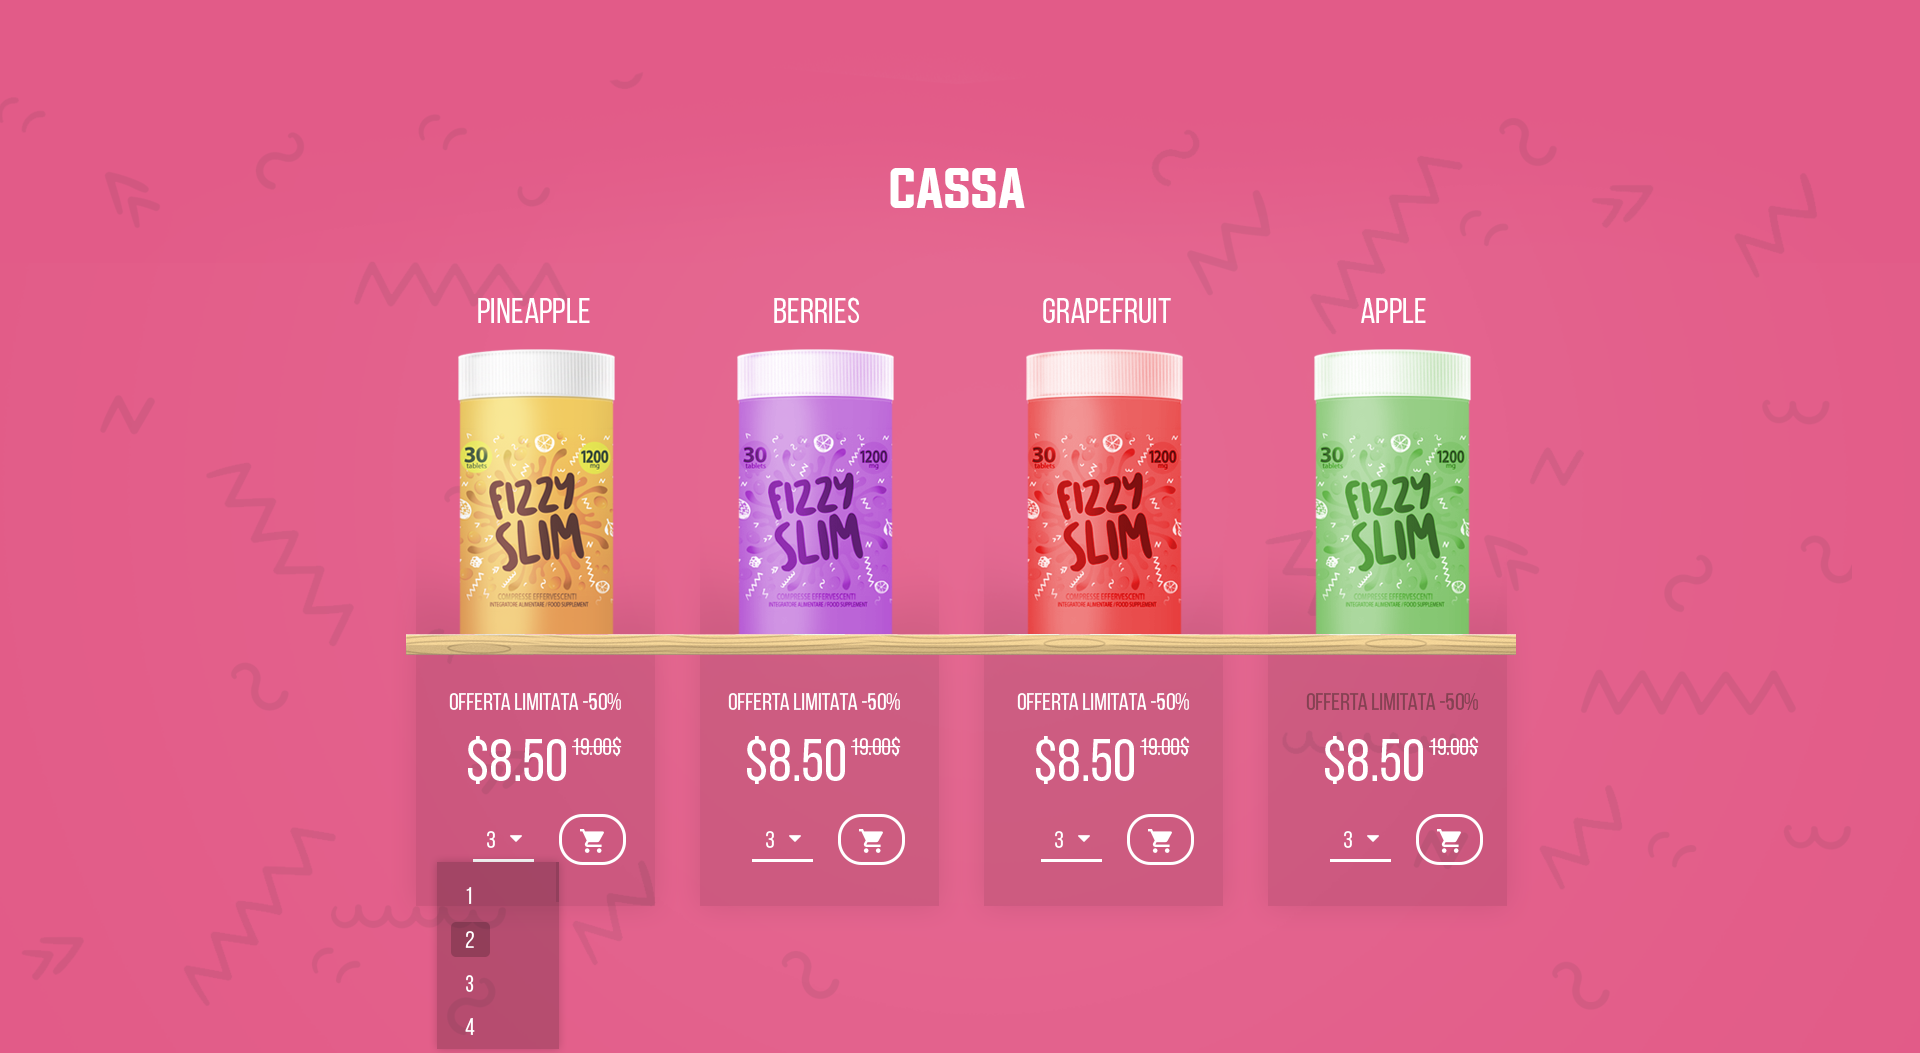 CASSA
PINEAPPLE
BERRIES
GRAPEFRUIT
APPLE
30
tablets
1200
mg
FIZZY
SLIM
COMPRESSE EFFERVESCENTI
INTEGRATORE ALIMENTARE / FOOD SUPPLEMENT
30
tablets
1200
mg
FIZZY
SLIM
COMPRESSE EFFERVESCENTI
INTEGRATORE ALIMENTARE / FOOD SUPPLEMENT
30
tablets
1200
mg
FIZZY
SLIM
COMPRESSE EFFERVESCENTI
INTEGRATORE ALIMENTARE / FOOD SUPPLEMENT
30
tablets
1200
mg
FIZZY
SLIM
COMPRESSE EFFERVESCENTI
INTEGRATORE ALIMENTARE / FOOD SUPPLEMENT
OFFERTA LIMITATA -50%
$8.50 19.00$
3
1
2
3
4
OFFERTA LIMITATA -50%
$8.50 19.00$
3
OFFERTA LIMITATA -50%
$8.50 19.00$
3
OFFERTA LIMITATA -50%
$8.50 19.00$
3